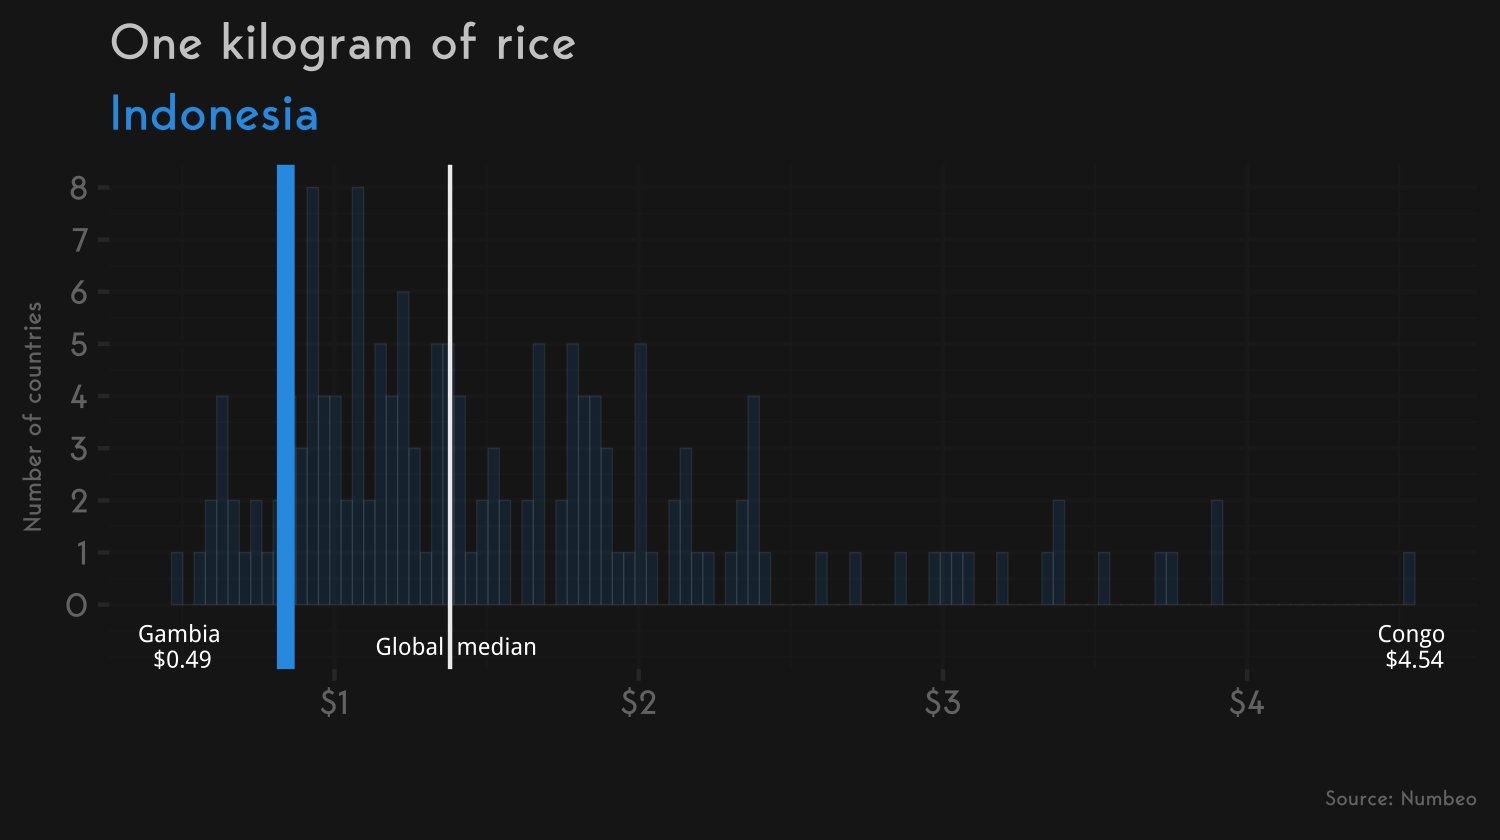 One kilogram of rice
Indonesia
Number of countries
8
7
6
5
4
3
2
1
0
Gambia
$0.49
Global median
Congo
$4.54
$1
$2
$3
$4
Source: Numbeo